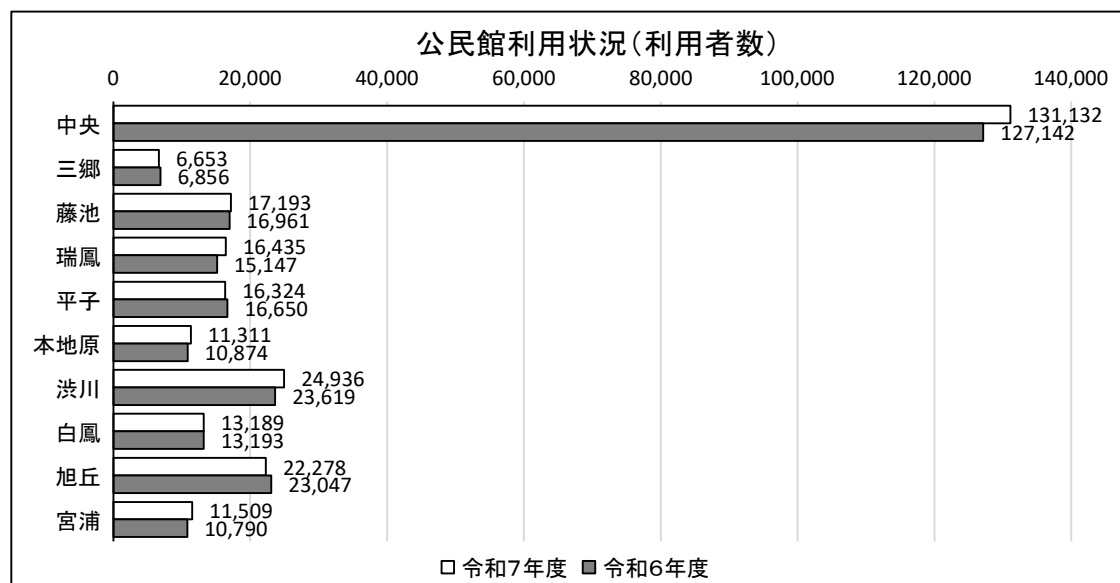 公民館利用状況（利用者数）
0 20,000 40,000 60,000 80,000 100,000 120,000 140,000
中央 131,132
127,142
三郷 6,653
6,856
藤池 17,193
16,961
瑞鳳 16,435
15,147
平子 16,324
16,650
本地原 11,311
10,874
渋川 24,936
23,619
白鳳 13,189
13,193
旭丘 22,278
23,047
宮浦 11,509
10,790
令和７年度 令和６年度